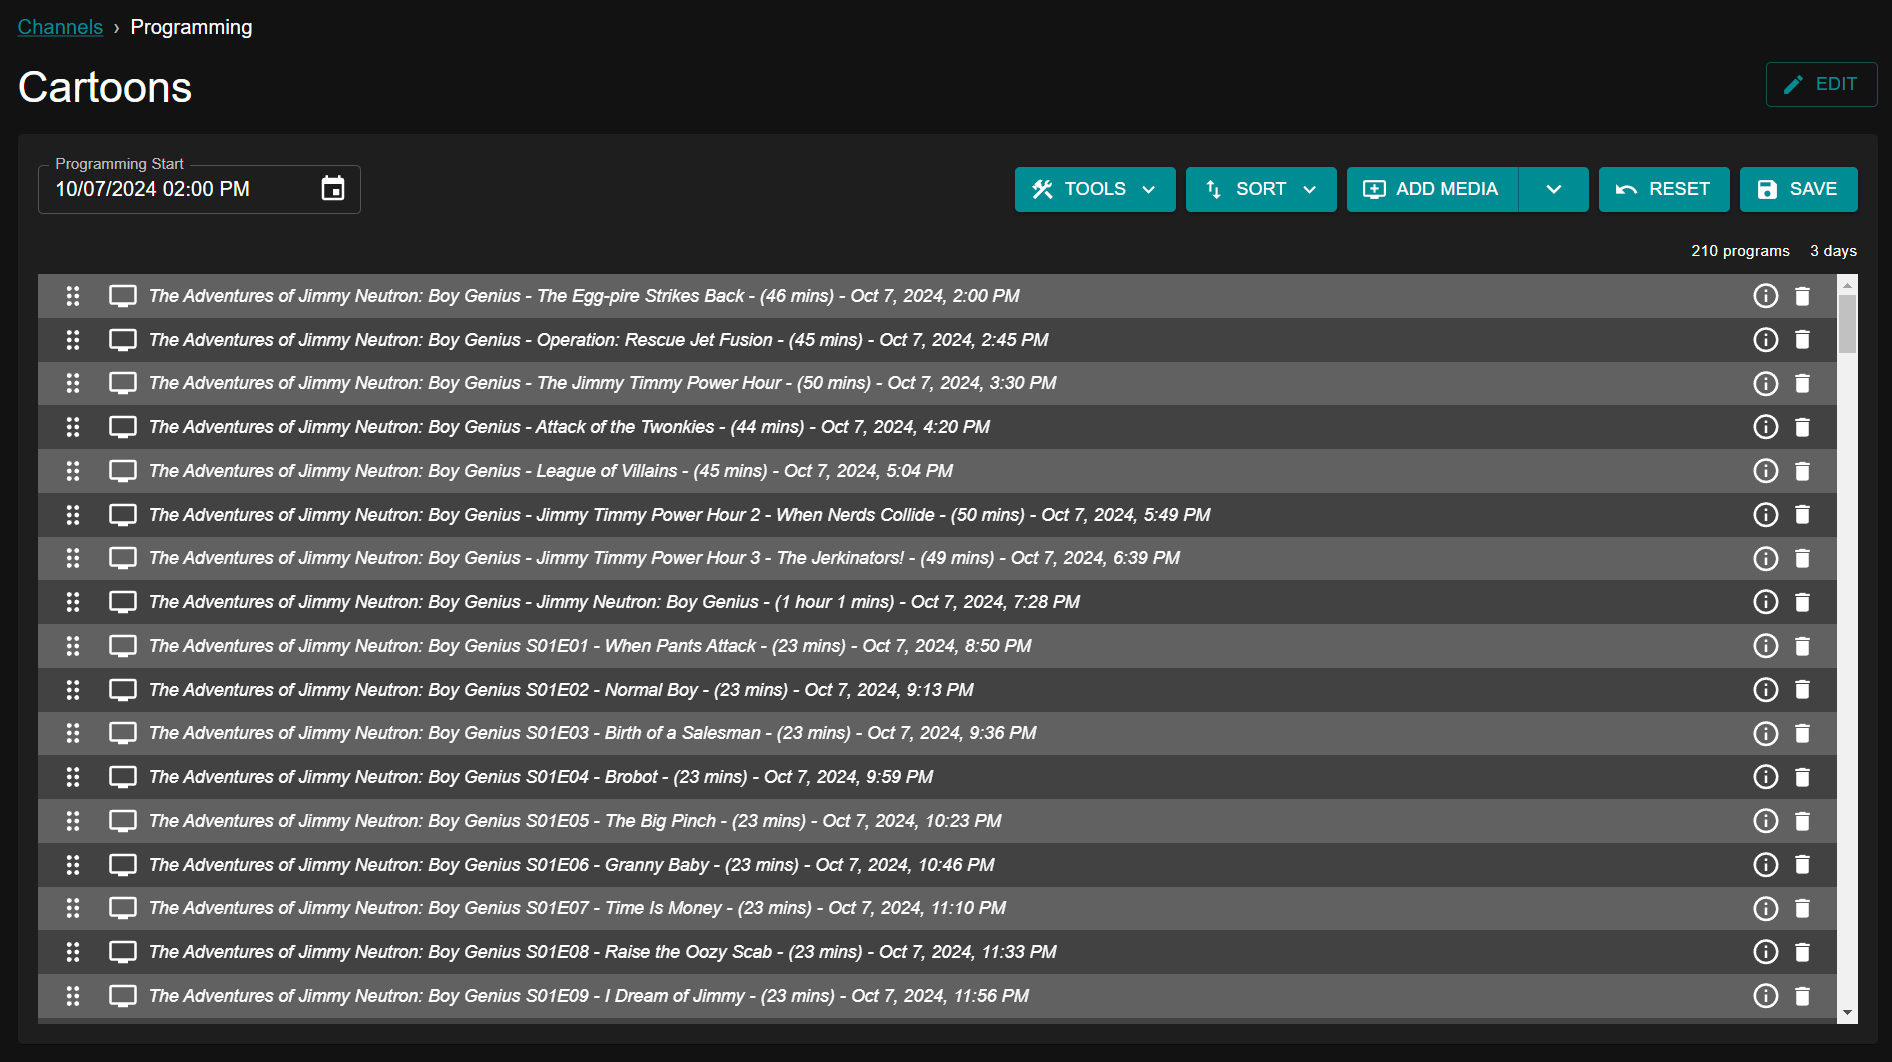 Channels › Programming
Cartoons
EDIT
Programming Start
10/07/2024 02:00 PM
TOOLS
SORT
ADD MEDIA
RESET
SAVE
210 programs 3 days
The Adventures of Jimmy Neutron: Boy Genius - The Egg-pire Strikes Back - (46 mins) - Oct 7, 2024, 2:00 PM
The Adventures of Jimmy Neutron: Boy Genius - Operation: Rescue Jet Fusion - (45 mins) - Oct 7, 2024, 2:45 PM
The Adventures of Jimmy Neutron: Boy Genius - The Jimmy Timmy Power Hour - (50 mins) - Oct 7, 2024, 3:30 PM
The Adventures of Jimmy Neutron: Boy Genius - Attack of the Twonkies - (44 mins) - Oct 7, 2024, 4:20 PM
The Adventures of Jimmy Neutron: Boy Genius - League of Villains - (45 mins) - Oct 7, 2024, 5:04 PM
The Adventures of Jimmy Neutron: Boy Genius - Jimmy Timmy Power Hour 2 - When Nerds Collide - (50 mins) - Oct 7, 2024, 5:49 PM
The Adventures of Jimmy Neutron: Boy Genius - Jimmy Timmy Power Hour 3 - The Jerkinators! - (49 mins) - Oct 7, 2024, 6:39 PM
The Adventures of Jimmy Neutron: Boy Genius - Jimmy Neutron: Boy Genius - (1 hour 1 mins) - Oct 7, 2024, 7:28 PM
The Adventures of Jimmy Neutron: Boy Genius S01E01 - When Pants Attack - (23 mins) - Oct 7, 2024, 8:50 PM
The Adventures of Jimmy Neutron: Boy Genius S01E02 - Normal Boy - (23 mins) - Oct 7, 2024, 9:13 PM
The Adventures of Jimmy Neutron: Boy Genius S01E03 - Birth of a Salesman - (23 mins) - Oct 7, 2024, 9:36 PM
The Adventures of Jimmy Neutron: Boy Genius S01E04 - Brobot - (23 mins) - Oct 7, 2024, 9:59 PM
The Adventures of Jimmy Neutron: Boy Genius S01E05 - The Big Pinch - (23 mins) - Oct 7, 2024, 10:23 PM
The Adventures of Jimmy Neutron: Boy Genius S01E06 - Granny Baby - (23 mins) - Oct 7, 2024, 10:46 PM
The Adventures of Jimmy Neutron: Boy Genius S01E07 - Time Is Money - (23 mins) - Oct 7, 2024, 11:10 PM
The Adventures of Jimmy Neutron: Boy Genius S01E08 - Raise the Oozy Scab - (23 mins) - Oct 7, 2024, 11:33 PM
The Adventures of Jimmy Neutron: Boy Genius S01E09 - I Dream of Jimmy - (23 mins) - Oct 7, 2024, 11:56 PM